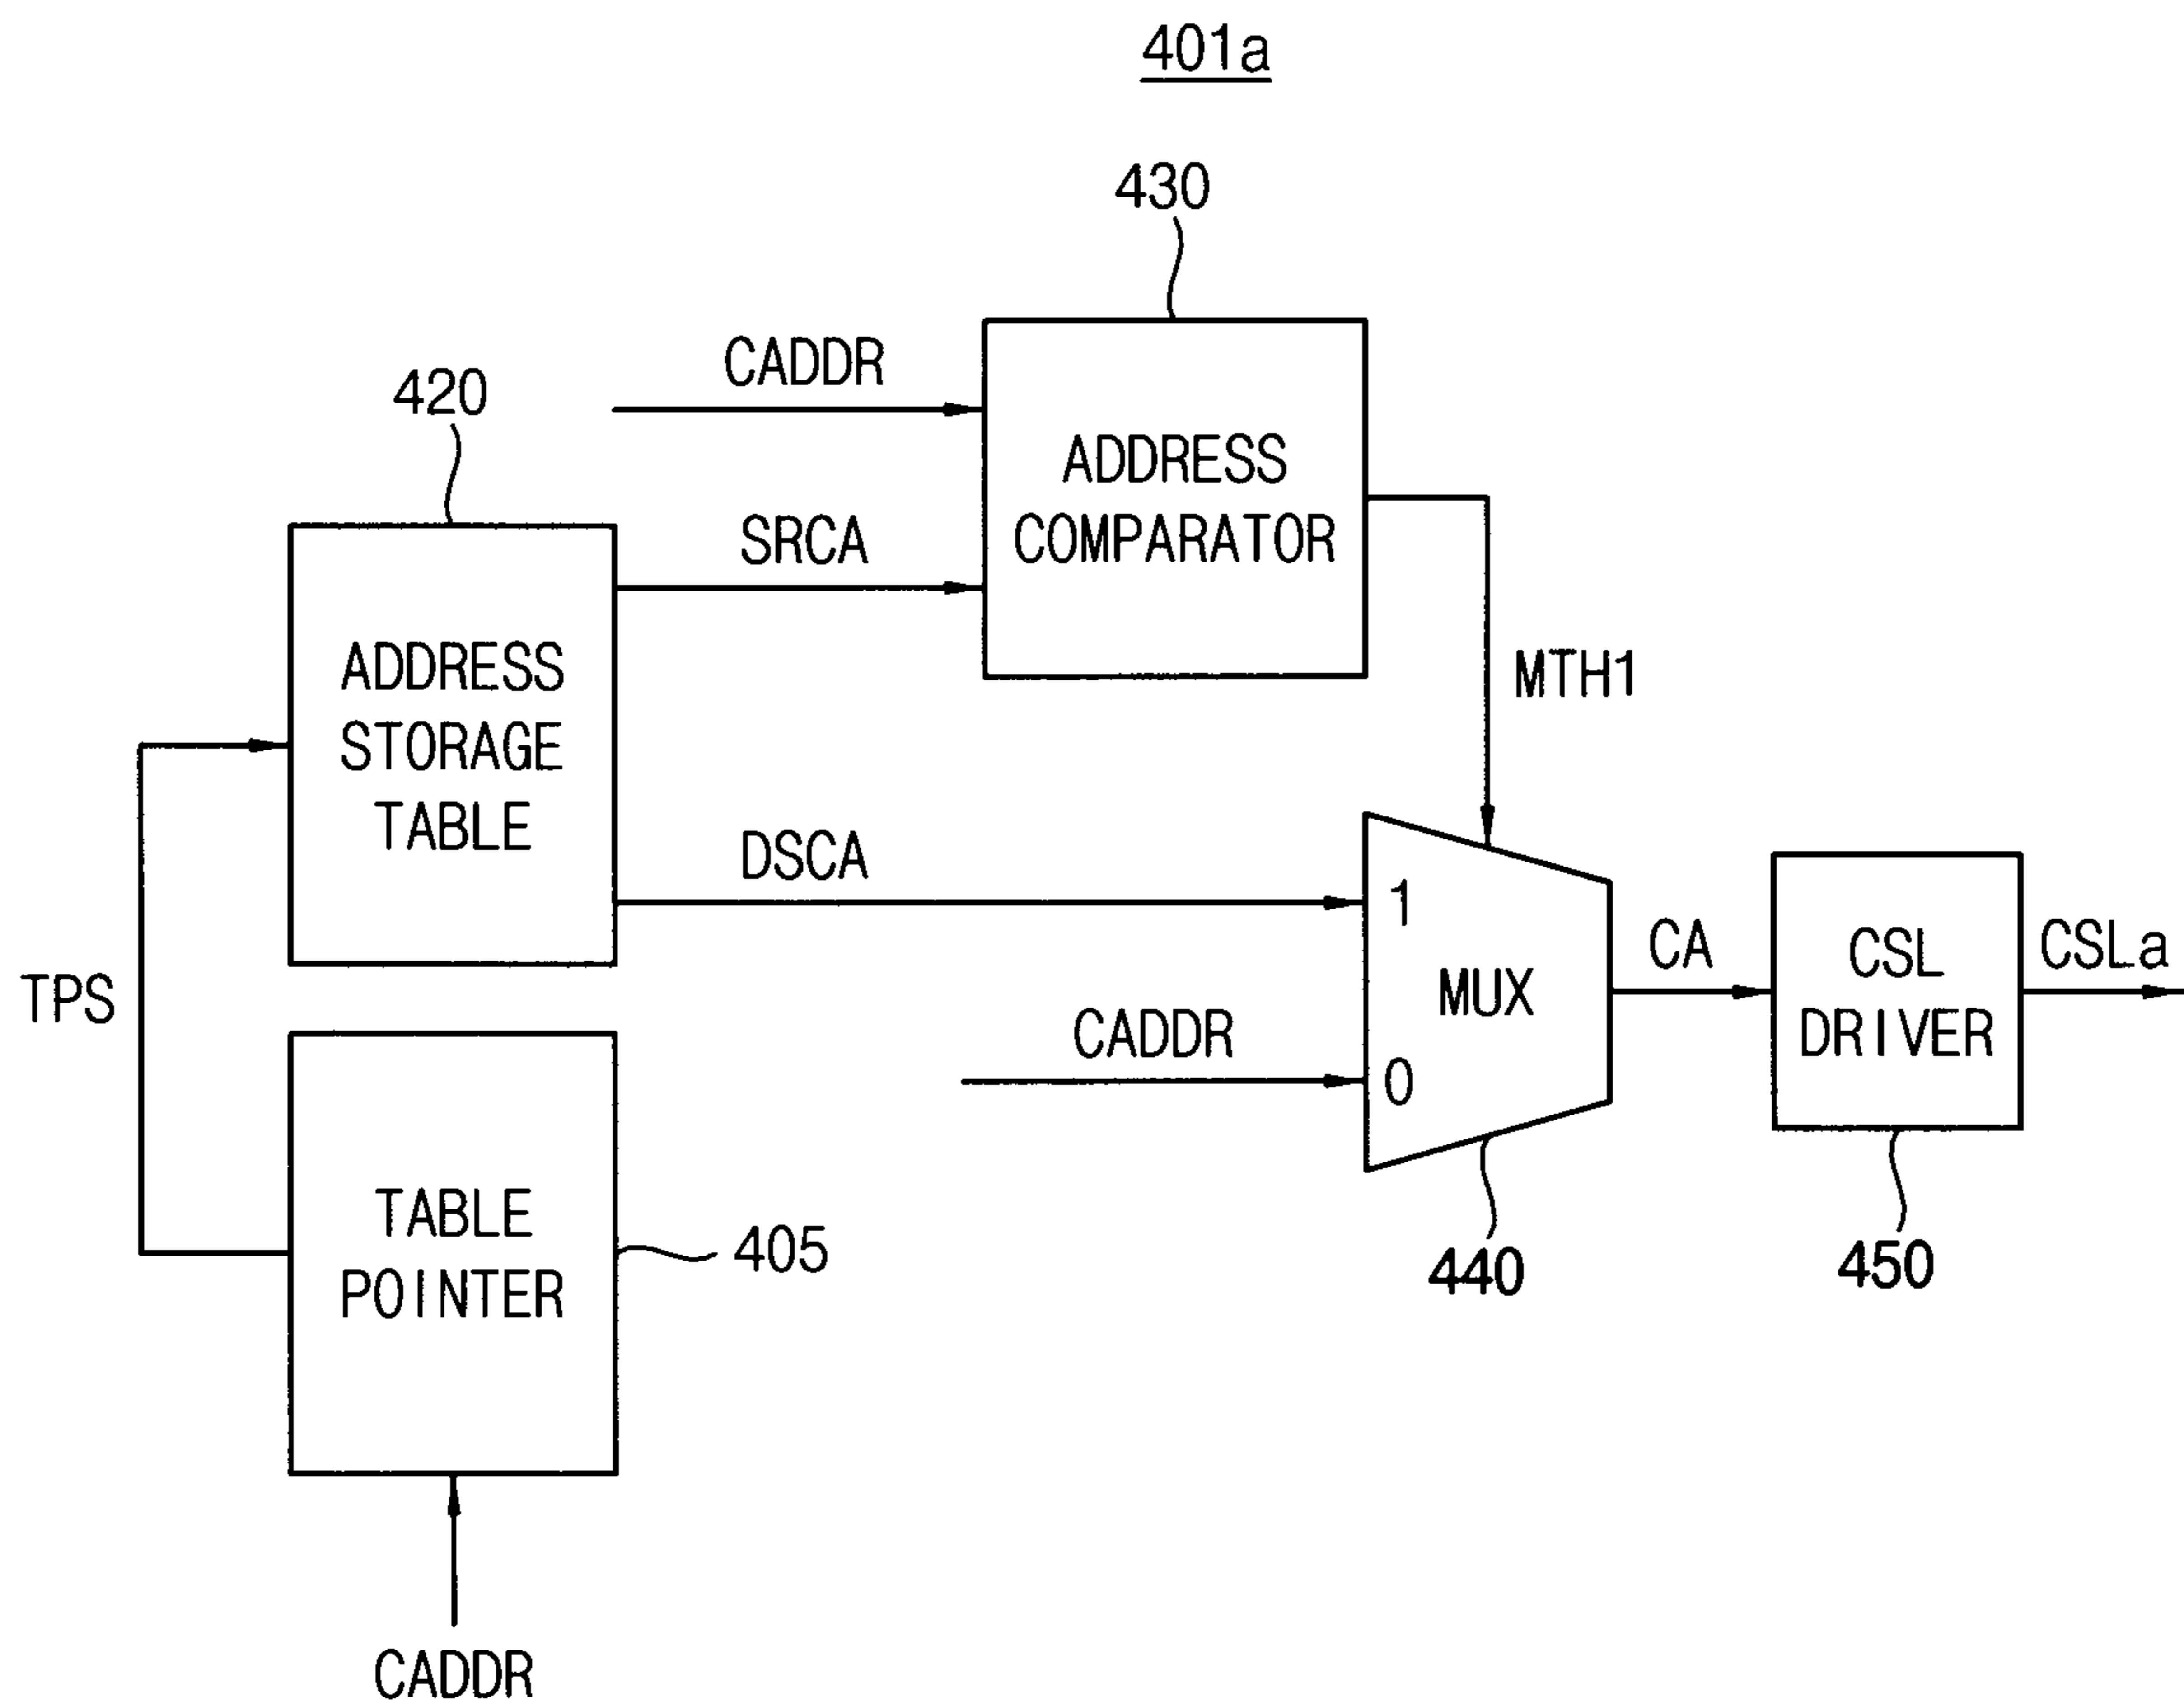 401a
430
CADDR
420
ADDRESS
COMPARATOR
SRCA
MTH1
ADDRESS
STORAGE
TABLE
DSCA
1
MUX
0
CADDR
CA
CSL
DRIVER
CSLa
TPS
TABLE
POINTER
405
440
450
CADDR